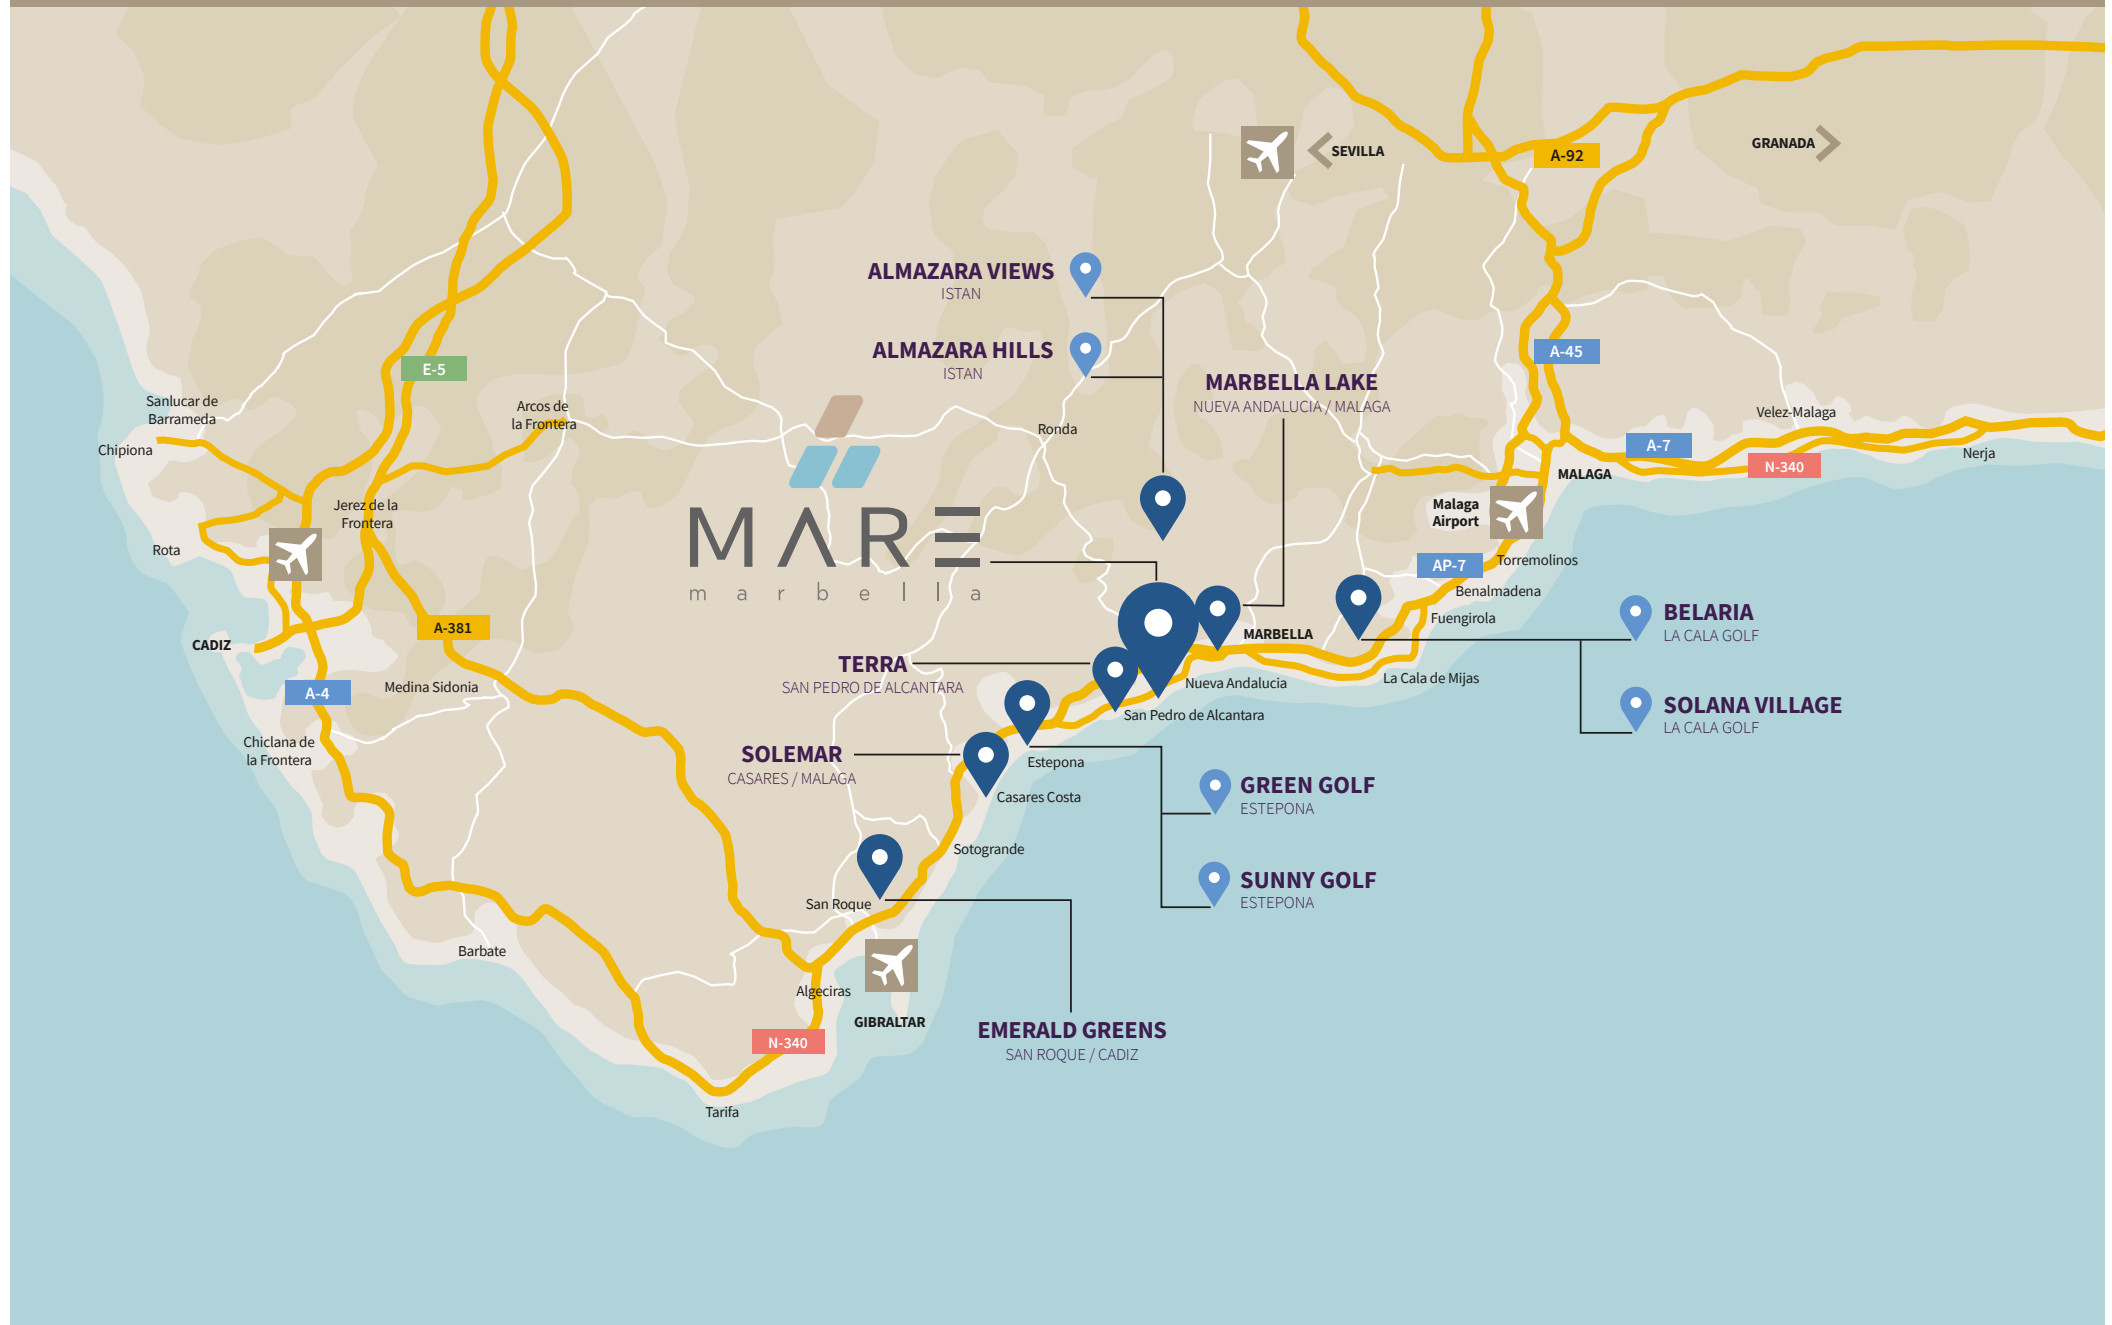 SEVILLA
A-92
GRANADA
ALMAZARA VIEWS
ISTAN
ALMAZARA HILLS
ISTAN
A-45
E-5
MARBELLA LAKE
NUEVA ANDALUCIA / MALAGA
Sanlucar de
Barrameda
Arcos de
la Frontera
Chipiona
Ronda
Velez-Malaga
A-7
N-340
Nerja
MALAGA
Malaga
Airport
Jerez de la
Frontera
Rota
MARE
marbella
AP-7
Torremolinos
Benalmadena
Fuengirola
BELARIA
LA CALA GOLF
A-381
CADIZ
MARBELLA
TERRA
SAN PEDRO DE ALCANTARA
A-4
Medina Sidonia
Nueva Andalucia
La Cala de Mijas
San Pedro de Alcantara
SOLANA VILLAGE
LA CALA GOLF
Chiclana de
la Frontera
SOLEMAR
CASARES / MALAGA
Estepona
Casares Costa
GREEN GOLF
ESTEPONA
Sotogrande
SUNNY GOLF
ESTEPONA
San Roque
Barbate
Algeciras
GIBRALTAR
EMERALD GREENS
SAN ROQUE / CADIZ
N-340
Tarifa